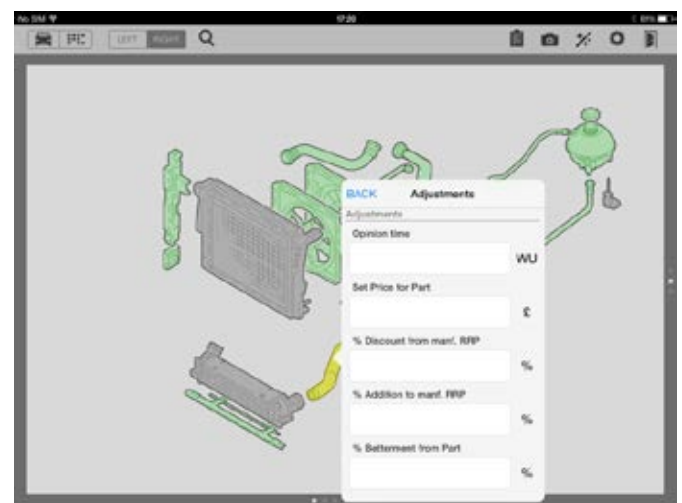 No SIM
17:20
LEFT RIGHT
BACK Adjustments
Adjustments
Opinion time
WU
Set Price for Part
£
% Discount from manf. RRP
%
% Addition to manf. RRP
%
% Betterment from Part
%